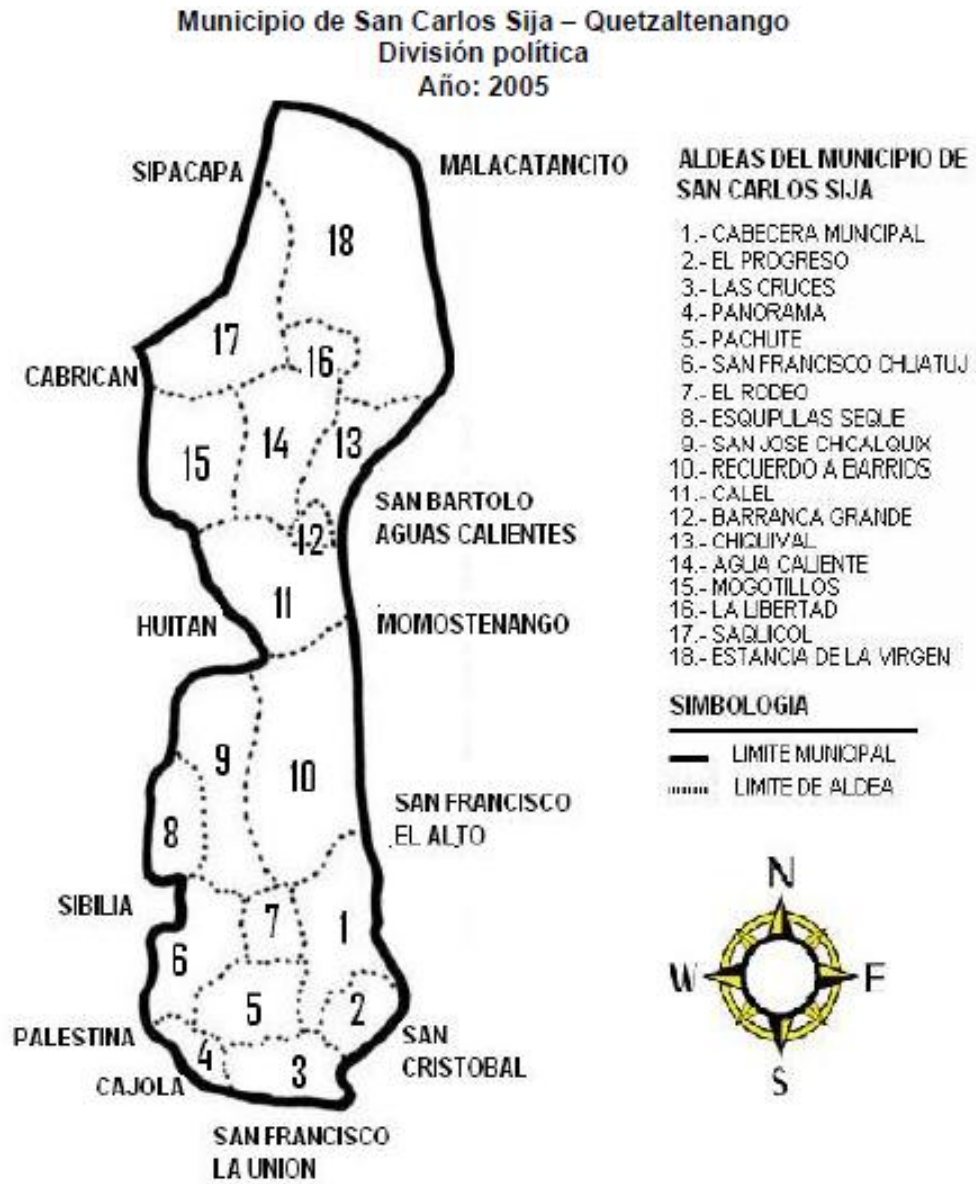 Municipio de San Carlos Sija – Quetzaltenango
División política
Año: 2005
SIPACAPA
MALACATANCITO
18
17
16
CABRICAN
15
14
13
SAN BARTOLO
AGUAS CALIENTES
12
11
HUITAN
MOMOSTENANGO
9
10
8
SAN FRANCISCO
EL ALTO
SIBILIA
7
1
6
5
2
PALESTINA
SAN
CRISTOBAL
4
3
CAJOLA
SAN FRANCISCO
LA UNION
ALDEAS DEL MUNICIPIO DE
SAN CARLOS SIJA
1.- CABECERA MUNICIPAL
2.- EL PROGRESO
3.- LAS CRUCES
4.- PANORAMA
5.- PACHUTE
6.- SAN FRANCISCO CHUATUJ
7.- EL RODEO
8.- ESQUIPULAS SEQUE
9.- SAN JOSE CHICALQUIX
10.- RECUERDO A BARRIOS
11.- CALEL
12.- BARRANCA GRANDE
13.- CHIQUIVAL
14.- AGUA CALIENTE
15.- MOGOTILLOS
16.- LA LIBERTAD
17.- SAQUICOL
18.- ESTANCIA DE LA VIRGEN
SIMBOLOGIA
LIMITE MUNICIPAL
LIMITE DE ALDEA
N
W
E
S